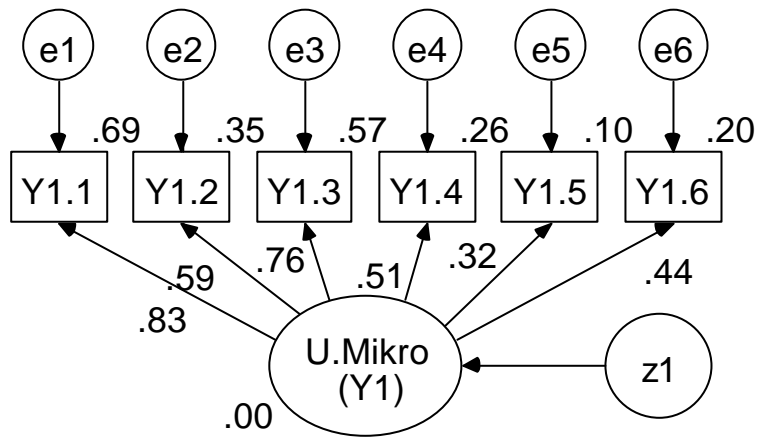 e1 e2 e3 e4 e5 e6
.69 .35 .57 .26 .10 .20
Y1.1 Y1.2 Y1.3 Y1.4 Y1.5 Y1.6
.83 .59 .76 .51 .32 .44
U.Mikro
(Y1)
z1
.00